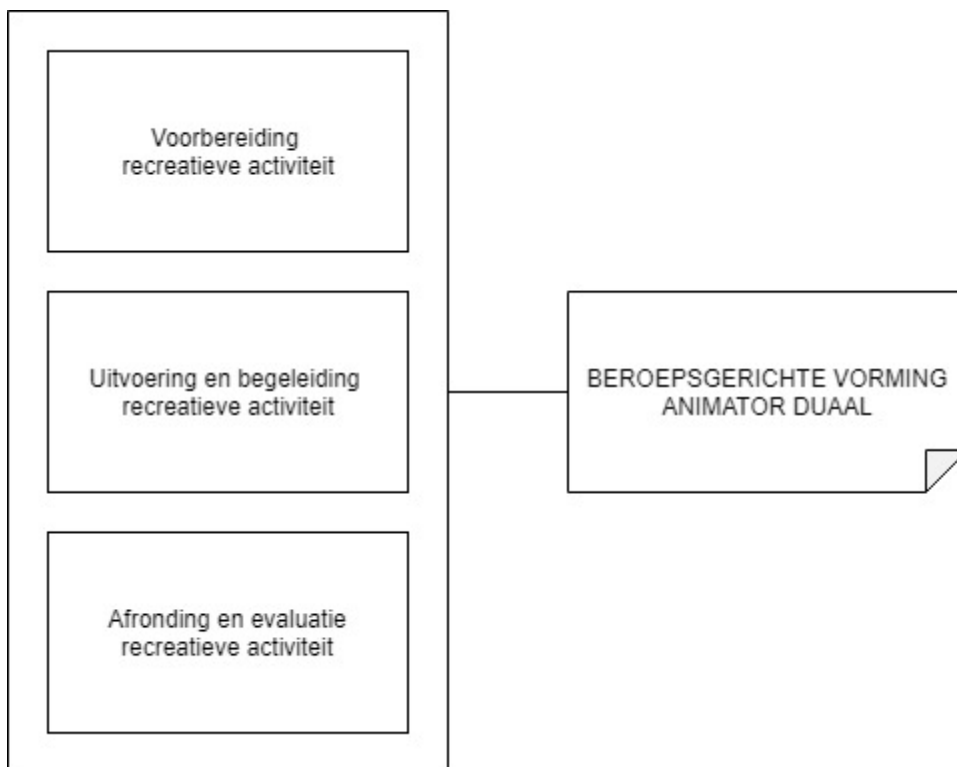 Voorbereiding
recreatieve activiteit
Uitvoering en begeleiding
recreatieve activiteit
BEROEPSGERICHTE VORMING
ANIMATOR DUAAL
Afronding en evaluatie
recreatieve activiteit